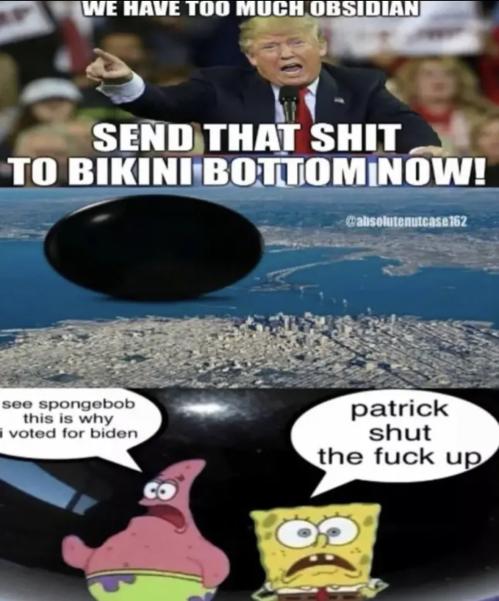 WE HAVE TOO MUCH OBSIDIAN
SEND THAT SHIT
TO BIKINI BOTTOM NOW!
@absolutenutcase162
see spongebob
this is why
i voted for biden
patrick
shut
the fuck up